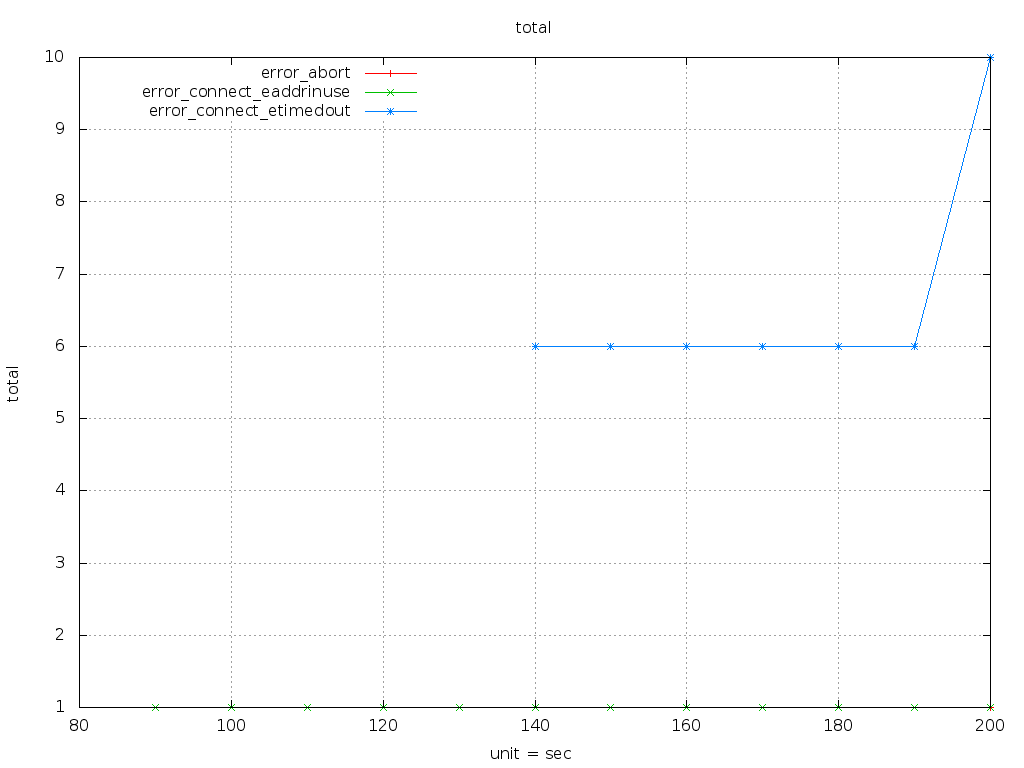 total
10
9
8
7
6
5
4
3
2
1
error_abort
error_connect_eaddrinuse
error_connect_etimedout
total
80 100 120 140 160 180 200
unit = sec